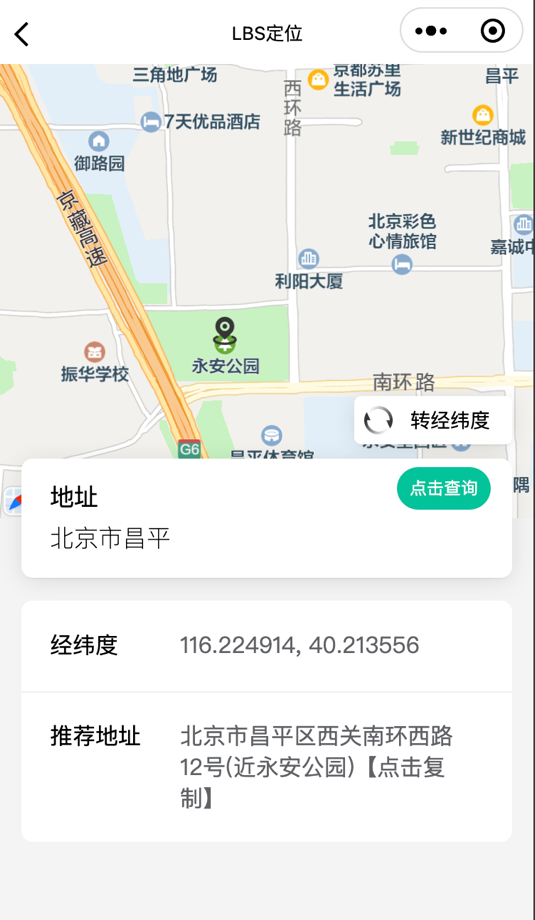 LBS定位
三角地广场
京都苏里
生活广场
昌平
西环路
7天优品酒店
新世纪商城
御路园
京藏高速
北京彩色
心情旅馆
嘉诚中
利阳大厦
永安公园
振华学校
南环路
转经纬度
G6
昌平体育馆
隅
地址
点击查询
北京市昌平
经纬度
116.224914, 40.213556
推荐地址
北京市昌平区西关南环西路
12号(近永安公园)【点击复
制】